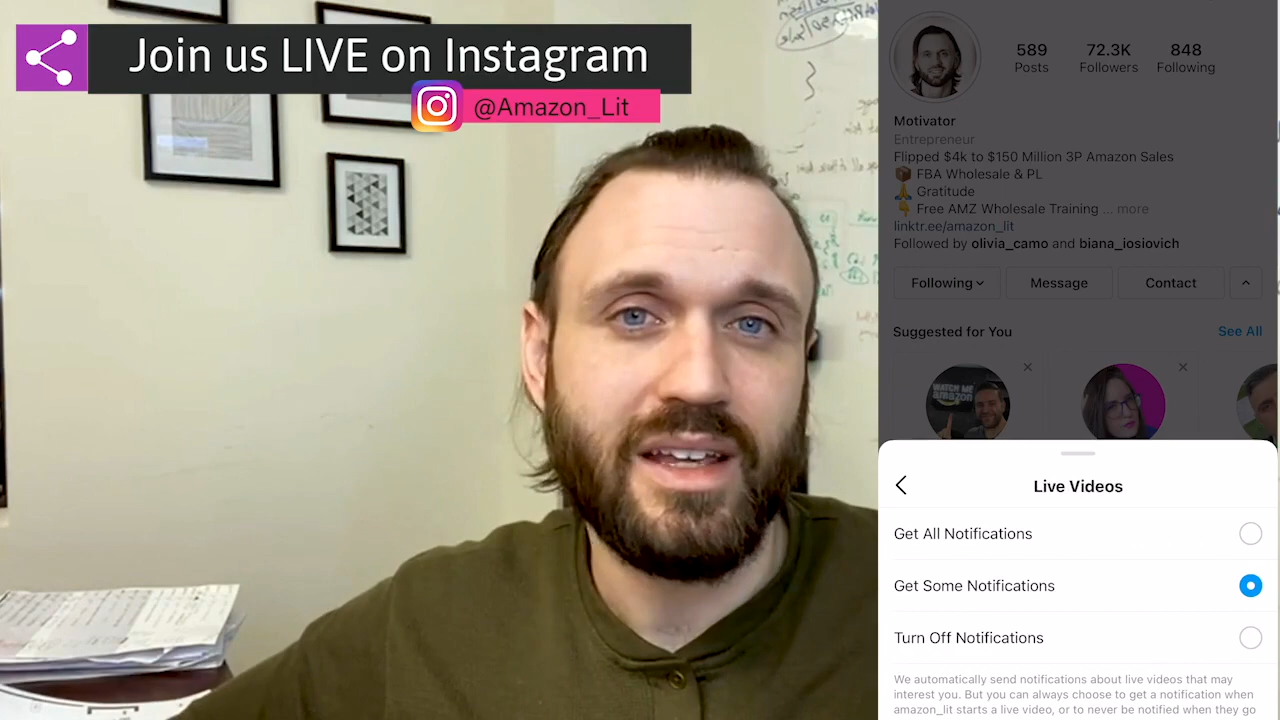 Join us LIVE on Instagram
@Amazon_Lit
589
Posts
72.3K
Followers
848
Following
Motivator
Entrepreneur
Flipped $4k to $150 Million 3P Amazon Sales
📦 FBA Wholesale & PL
🙏 Gratitude
👇 Free AMZ Wholesale Training ... more
linktr.ee/amazon_lit
Followed by olivia_camo and biana_iosiovich
Following
Message
Contact
Suggested for You
See All
WATCH ME
amazon
Live Videos
Get All Notifications
Get Some Notifications
Turn Off Notifications
We automatically send notifications about live videos that may
interest you. But you can always choose to get a notification when
amazon_lit starts a live video, or to never be notified when they go